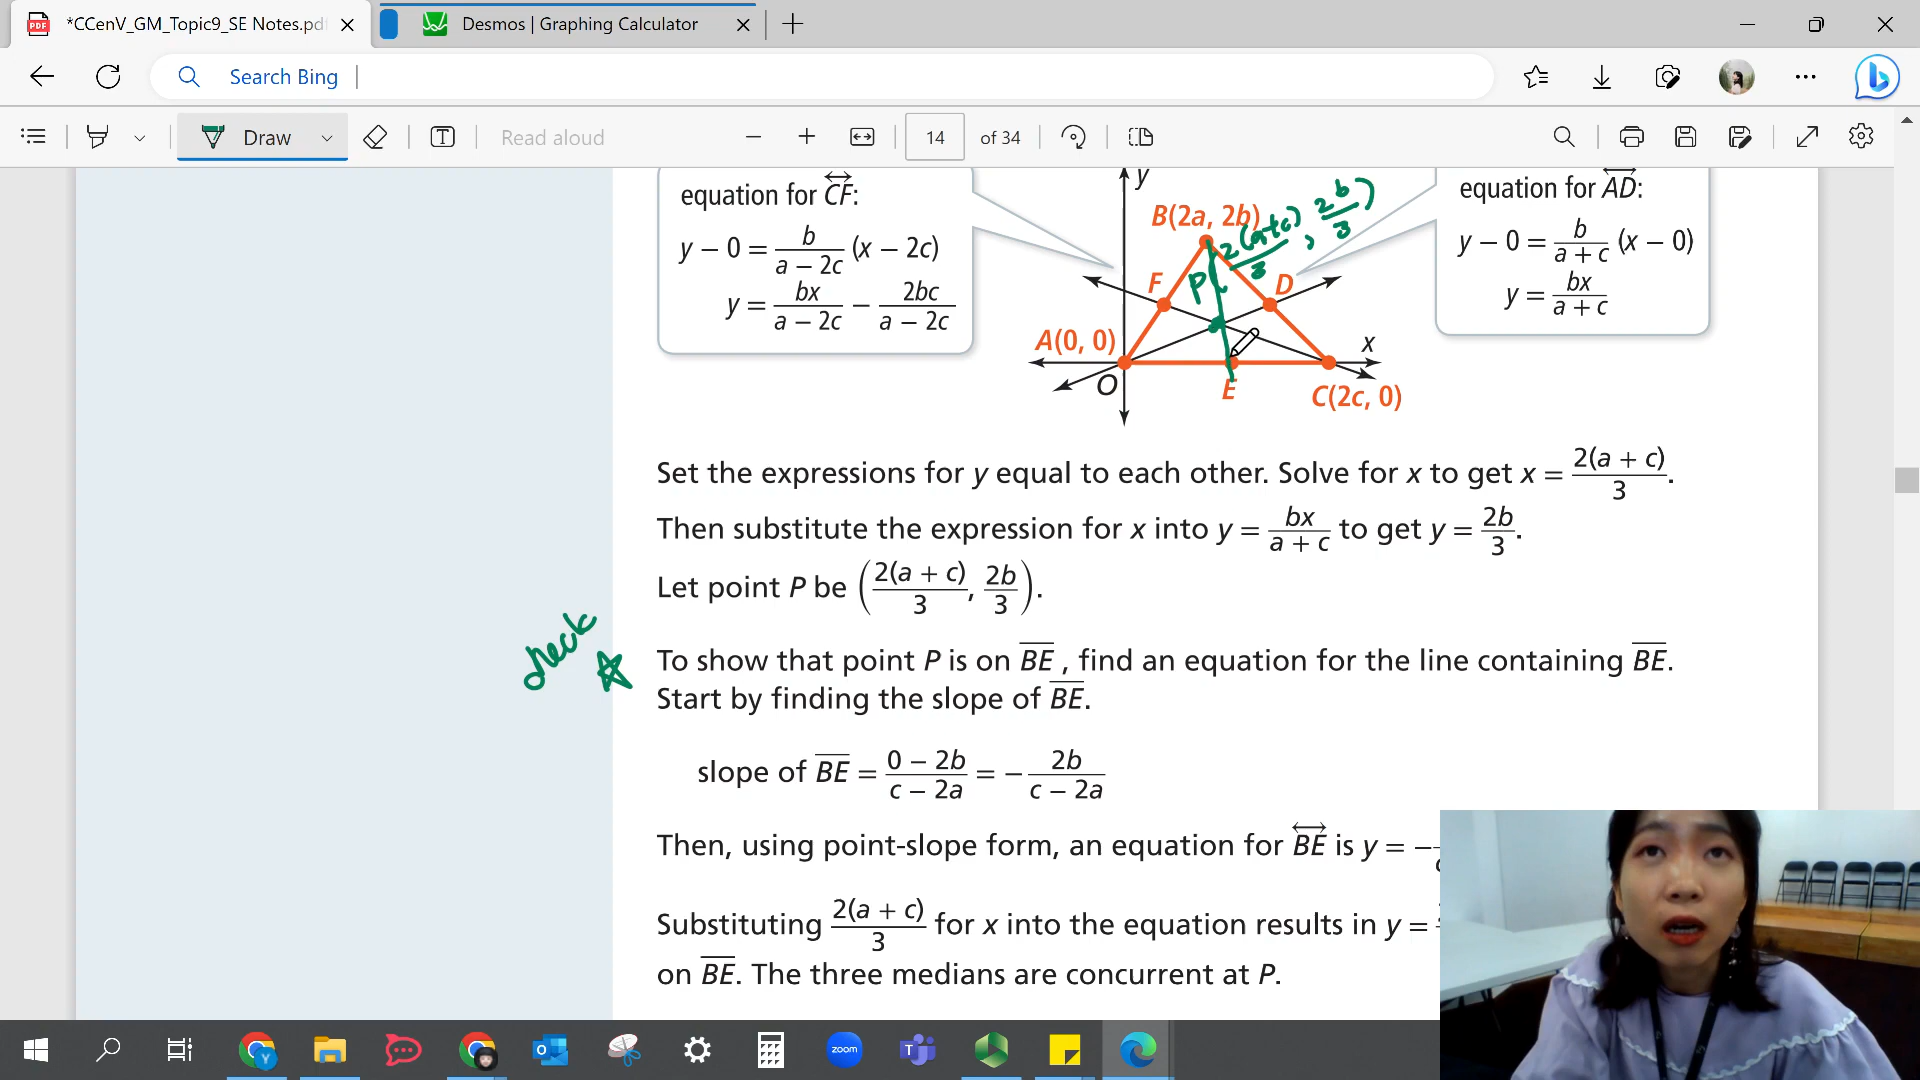 *CCenV_GM_Topic9_SE Notes.pdf
Desmos | Graphing Calculator
Search Bing
Draw
Read aloud
14
of 34
equation for CF:
y – 0 = b/(a – 2c) (x – 2c)
y = bx/(a – 2c) – 2bc/(a – 2c)
y
B(2a, 2b)
2(a+c)/3 , 2b/3)
P
F
D
A(0, 0)
x
O
E
C(2c, 0)
equation for AD:
y – 0 = b/(a + c) (x – 0)
y = bx/(a + c)
Set the expressions for y equal to each other. Solve for x to get x = 2(a + c)/3.
Then substitute the expression for x into y = bx/(a + c) to get y = 2b/3.
Let point P be (2(a + c)/3, 2b/3).
check
To show that point P is on BE, find an equation for the line containing BE.
Start by finding the slope of BE.
slope of BE = (0 – 2b)/(c – 2a) = – 2b/(c – 2a)
Then, using point-slope form, an equation for BE is y = –
Substituting 2(a + c)/3 for x into the equation results in y =
on BE. The three medians are concurrent at P.
zoom